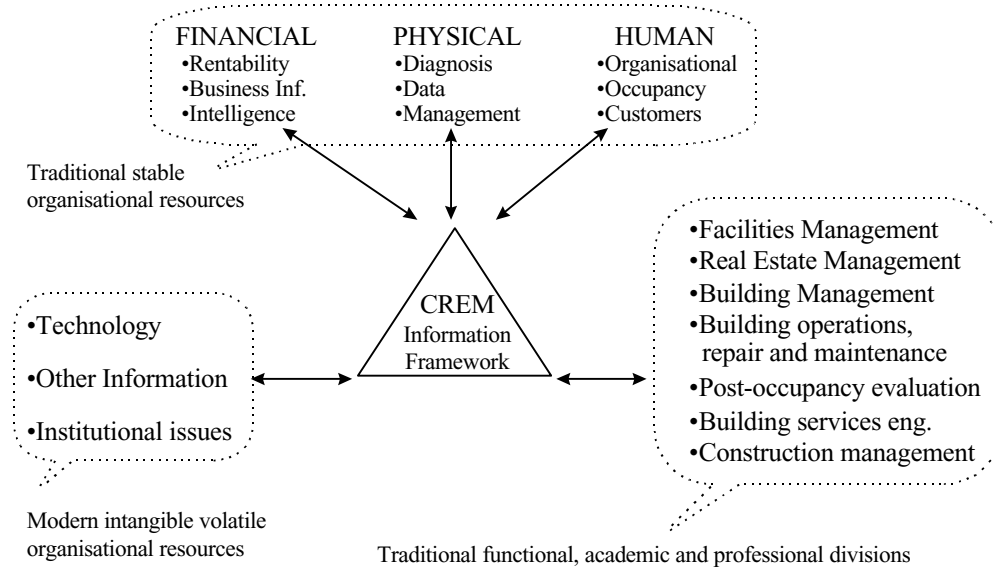 FINANCIAL
•Rentability
•Business Inf.
•Intelligence
PHYSICAL
•Diagnosis
•Data
•Management
HUMAN
•Organisational
•Occupancy
•Customers
Traditional stable
organisational resources
CREM
Information
Framework
•Technology
•Other Information
•Institutional issues
Modern intangible volatile
organisational resources
•Facilities Management
•Real Estate Management
•Building Management
•Building operations,
repair and maintenance
•Post-occupancy evaluation
•Building services eng.
•Construction management
Traditional functional, academic and professional divisions